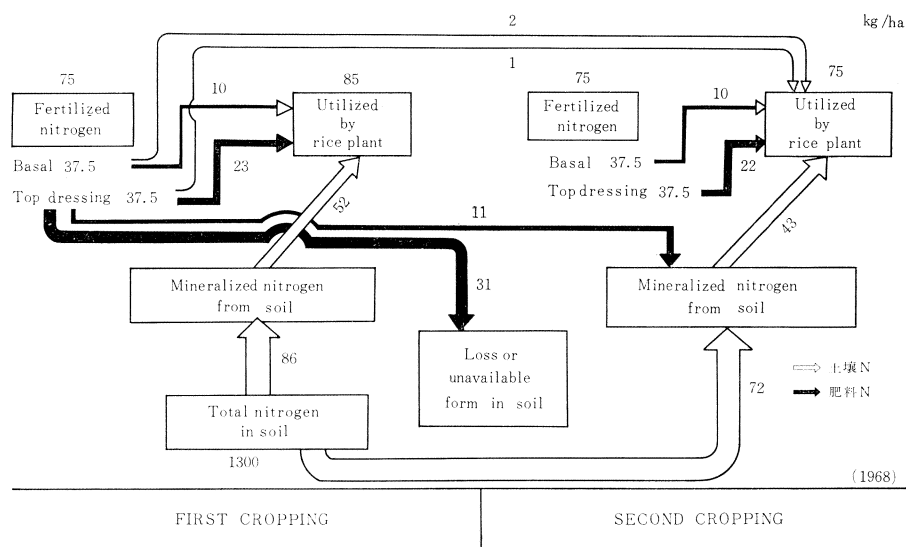 kg/ha
2
1
75
Fertilized
nitrogen
Basal 37.5
Top dressing 37.5
10
23
85
Utilized
by
rice plant
52
11
31
Mineralized nitrogen
from soil
86
Total nitrogen
in soil
1300
Loss or
unavailable
form in soil
75
Fertilized
nitrogen
Basal 37.5
Top dressing 37.5
10
22
75
Utilized
by
rice plant
43
Mineralized nitrogen
from soil
72
土壌N
肥料N
(1968)
FIRST CROPPING
SECOND CROPPING